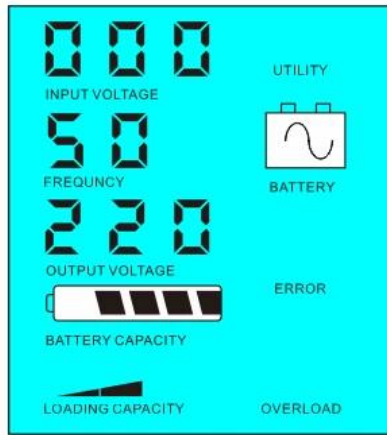 000
UTILITY
INPUT VOLTAGE
50
FREQUNCY
BATTERY
220
OUTPUT VOLTAGE
ERROR
BATTERY CAPACITY
LOADING CAPACITY
OVERLOAD